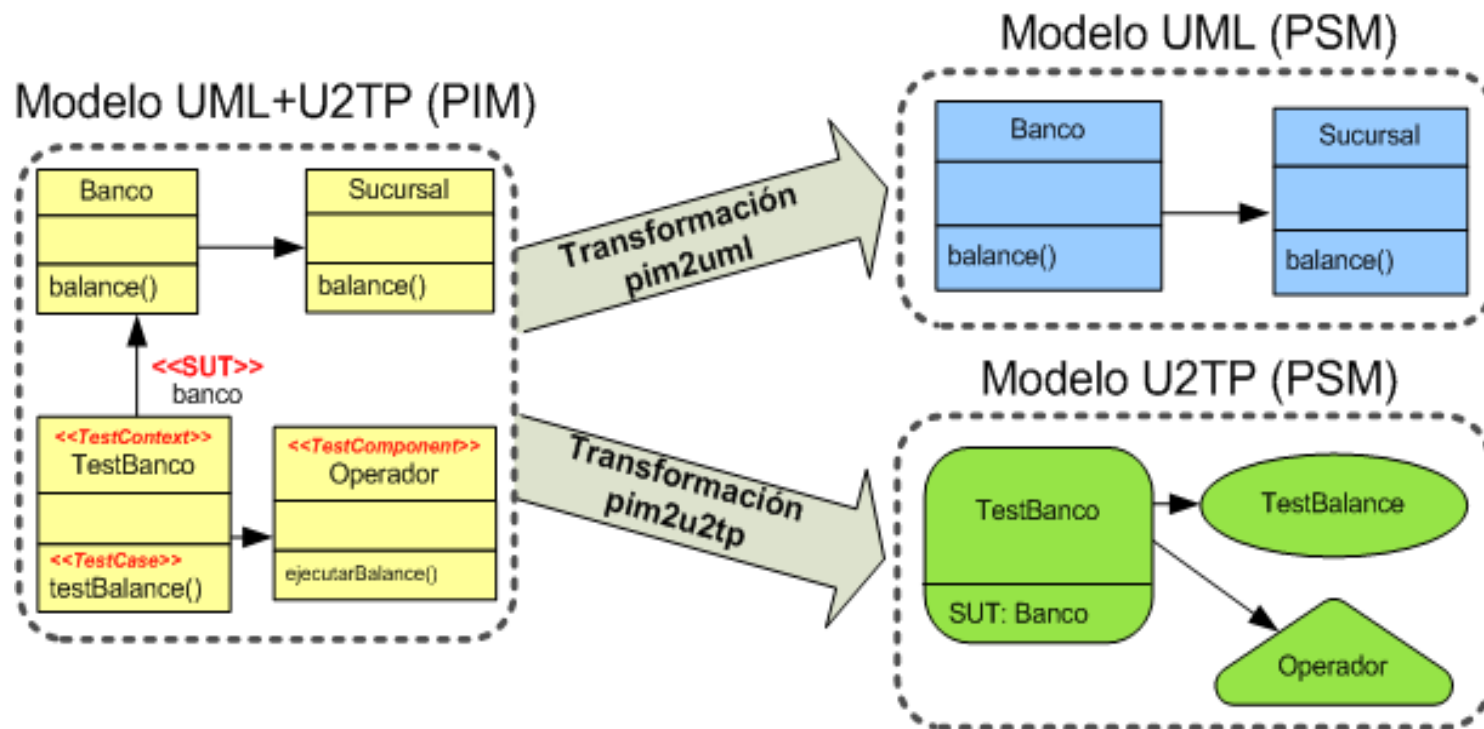 Modelo UML+U2TP (PIM)
Banco
balance()
Sucursal
balance()
<<SUT>>
banco
<<TestContext>>
TestBanco
<<TestCase>>
testBalance()
<<TestComponent>>
Operador
ejecutarBalance()
Transformación
pim2uml
Transformación
pim2u2tp
Modelo UML (PSM)
Banco
balance()
Sucursal
balance()
Modelo U2TP (PSM)
TestBanco
SUT: Banco
TestBalance
Operador